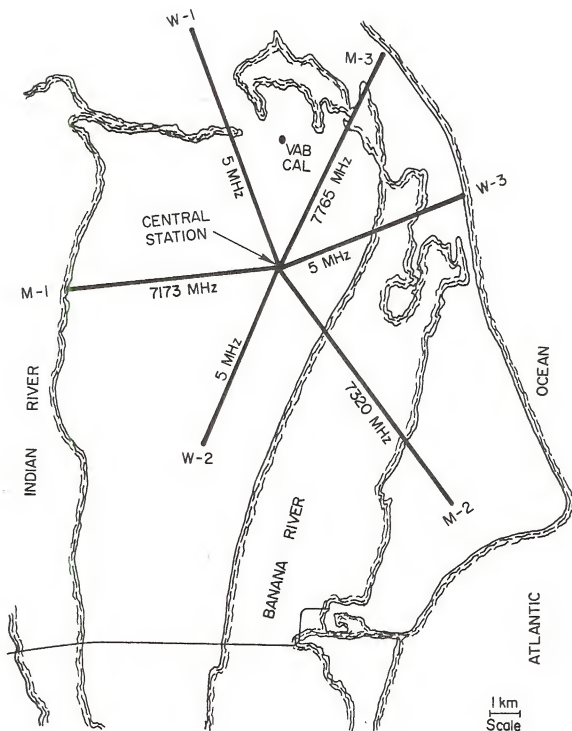 W-1
M-3
VAB
CAL
5 MHz
7765 MHz
W-3
CENTRAL
STATION
5 MHz
M-1
7173 MHz
5 MHz
7320 MHz
OCEAN
INDIAN RIVER
W-2
M-2
BANANA RIVER
ATLANTIC
1 km
Scale